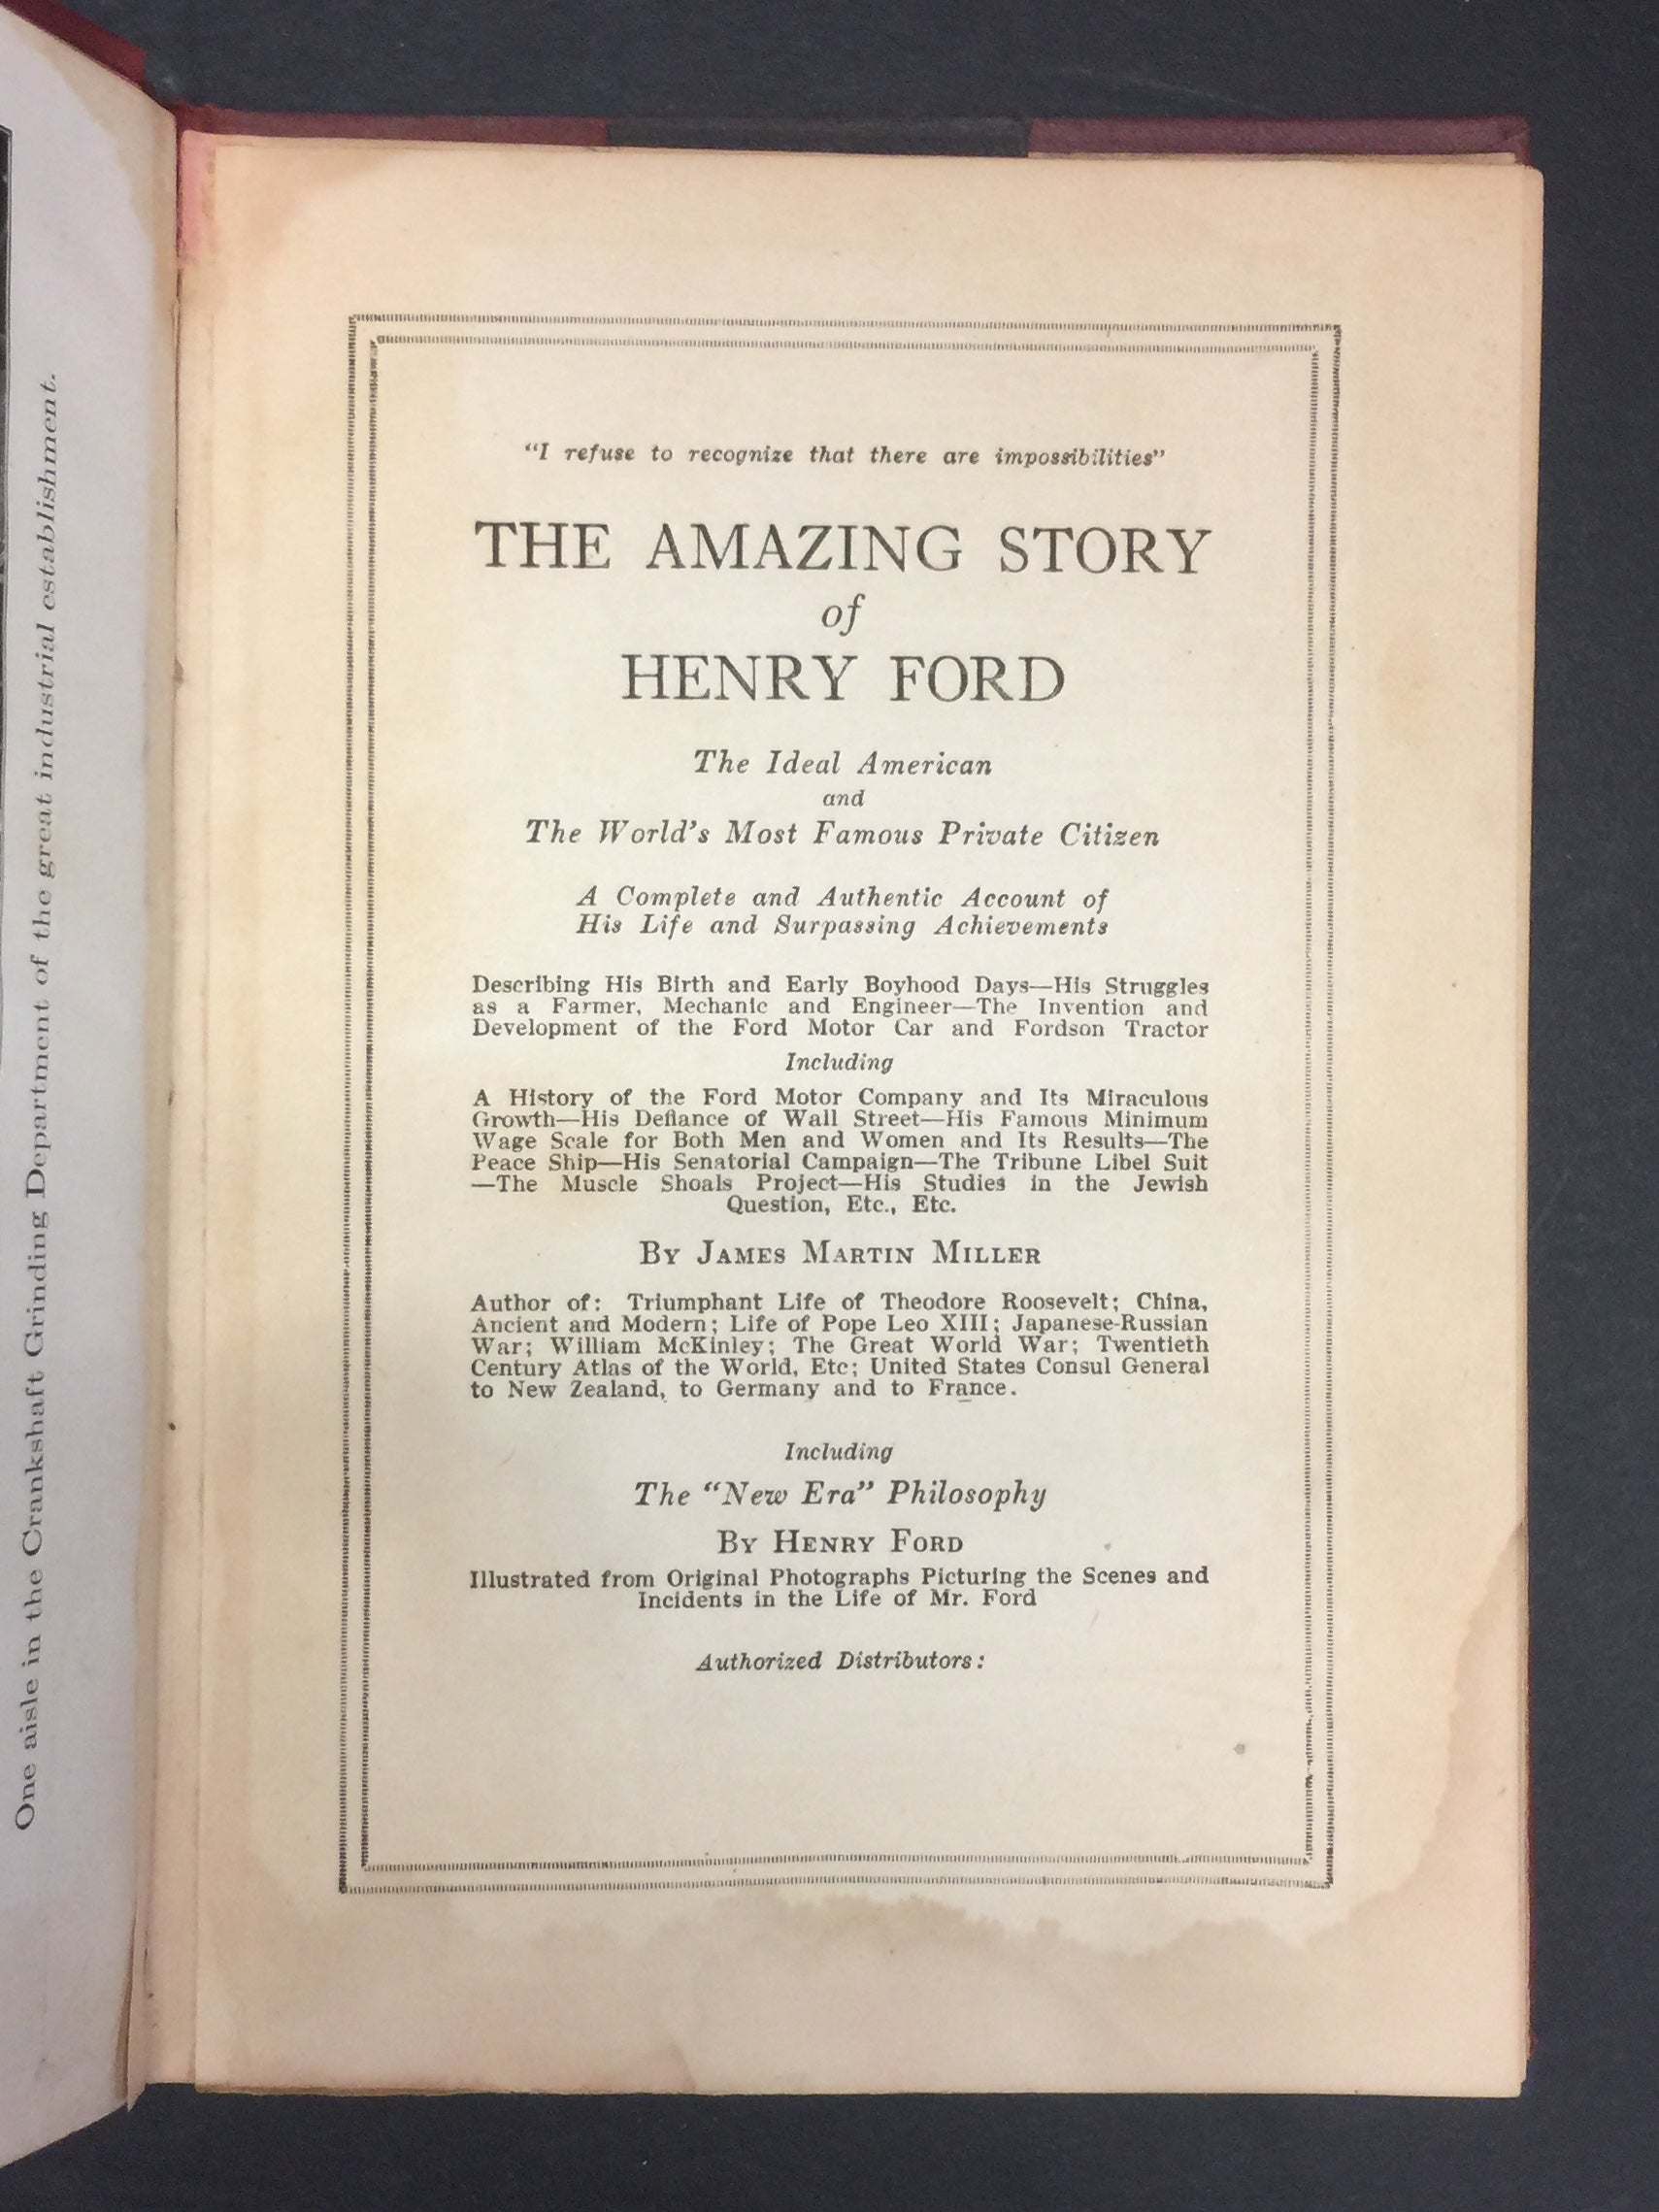 One aisle in the Crankshaft Grinding Department of the great industrial establishment.
"I refuse to recognize that there are impossibilities"
THE AMAZING STORY
of
HENRY FORD
The Ideal American
and
The World's Most Famous Private Citizen
A Complete and Authentic Account of
His Life and Surpassing Achievements
Describing His Birth and Early Boyhood Days—His Struggles
as a Farmer, Mechanic and Engineer—The Invention and
Development of the Ford Motor Car and Fordson Tractor
Including
A History of the Ford Motor Company and Its Miraculous
Growth—His Defiance of Wall Street—His Famous Minimum
Wage Scale for Both Men and Women and Its Results—The
Peace Ship—His Senatorial Campaign—The Tribune Libel Suit
—The Muscle Shoals Project—His Studies in the Jewish
Question, Etc., Etc.
BY JAMES MARTIN MILLER
Author of: Triumphant Life of Theodore Roosevelt; China,
Ancient and Modern; Life of Pope Leo XIII; Japanese-Russian
War; William McKinley; The Great World War; Twentieth
Century Atlas of the World, Etc; United States Consul General
to New Zealand, to Germany and to France.
Including
The "New Era" Philosophy
BY HENRY FORD
Illustrated from Original Photographs Picturing the Scenes and
Incidents in the Life of Mr. Ford
Authorized Distributors: